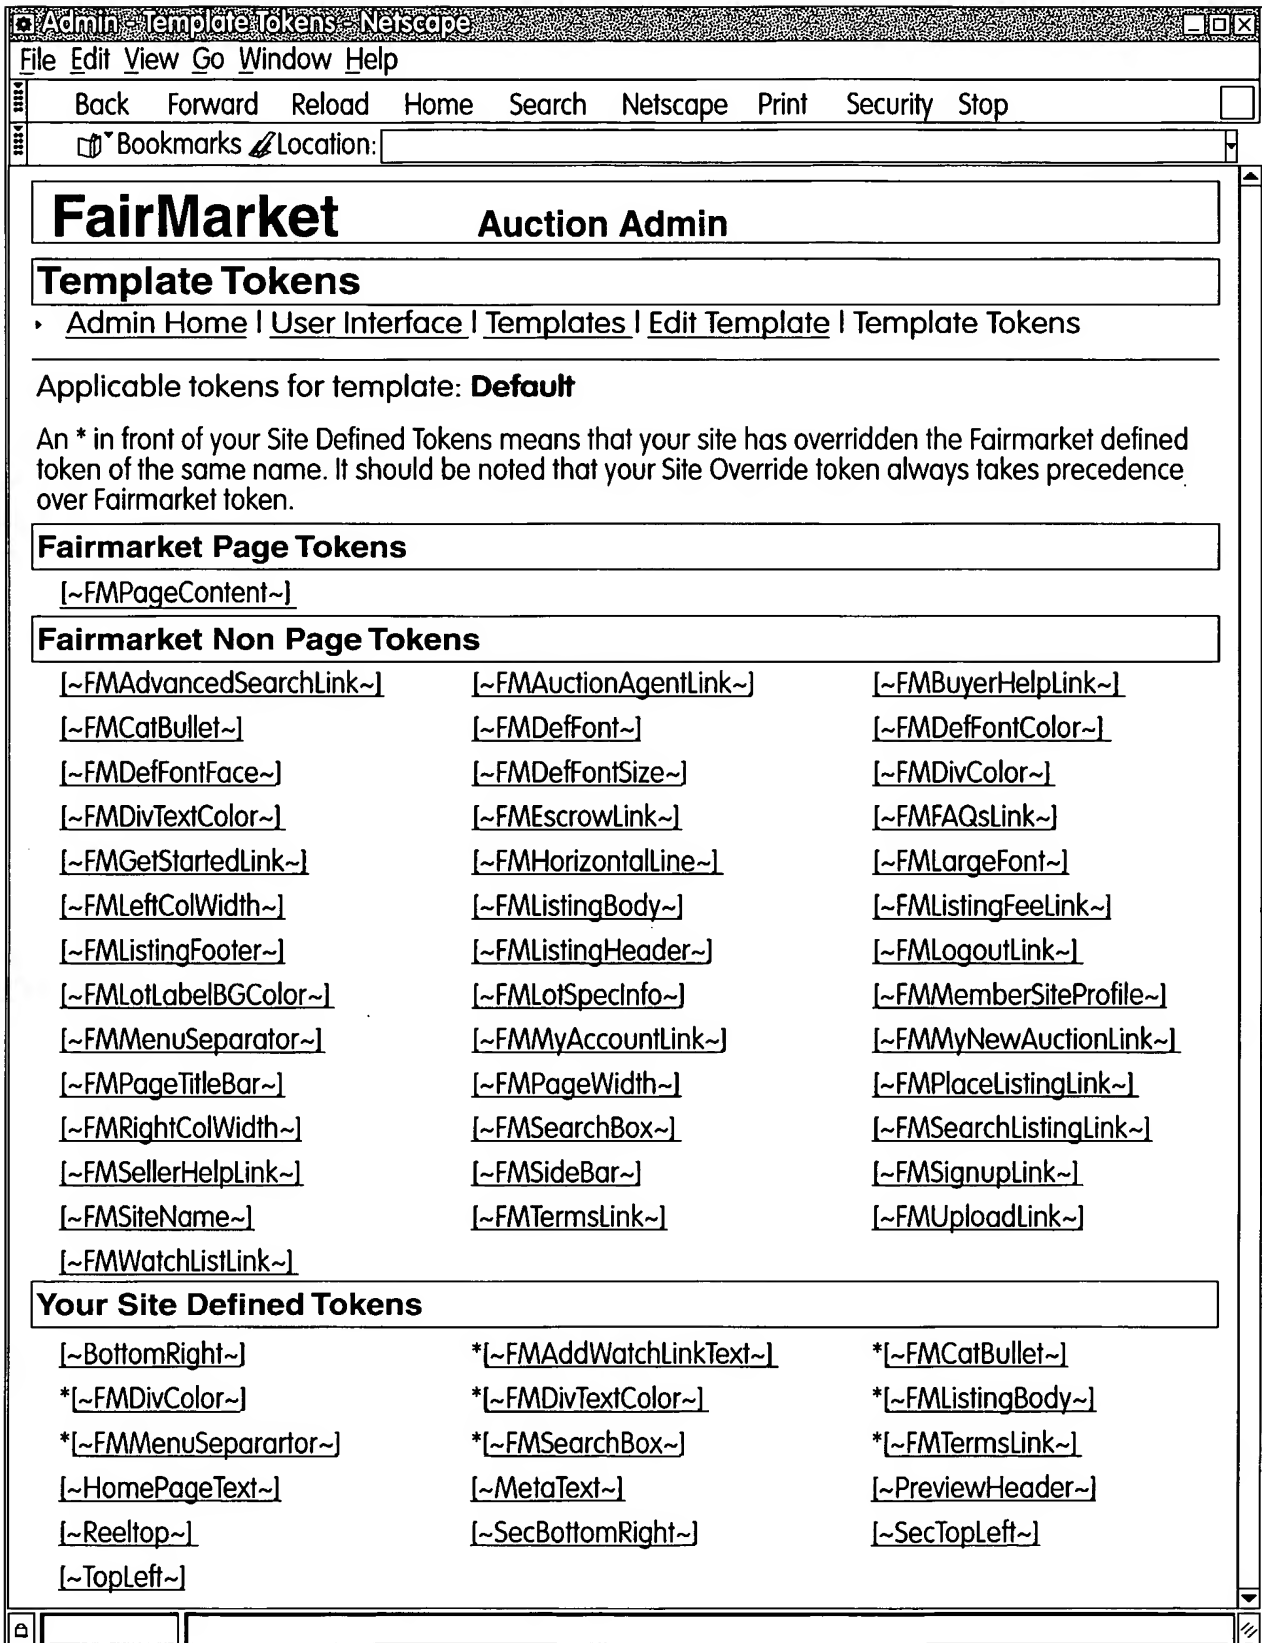 Admin - Template Tokens - Netscape
File Edit View Go Window Help
Back Forward Reload Home Search Netscape Print Security Stop
Bookmarks Location:
FairMarket Auction Admin
Template Tokens
Admin Home | User Interface | Templates | Edit Template | Template Tokens
Applicable tokens for template: Default
An * in front of your Site Defined Tokens means that your site has overridden the Fairmarket defined
token of the same name. It should be noted that your Site Override token always takes precedence
over Fairmarket token.
Fairmarket Page Tokens
[~FMPageContent~]
Fairmarket Non Page Tokens
[~FMAdvancedSearchLink~] [~FMAuctionAgentLink~] [~FMBuyerHelpLink~]
[~FMCatBullet~] [~FMDefFont~] [~FMDefFontColor~]
[~FMDefFontFace~] [~FMDefFontSize~] [~FMDivColor~]
[~FMDivTextColor~] [~FMEscrowLink~] [~FMFAQsLink~]
[~FMGetStartedLink~] [~FMHorizontalLine~] [~FMLargeFont~]
[~FMLeftColWidth~] [~FMListingBody~] [~FMListingFeeLink~]
[~FMListingFooter~] [~FMListingHeader~] [~FMLogoutLink~]
[~FMLotLabelBGColor~] [~FMLotSpecInfo~] [~FMMemberSiteProfile~]
[~FMMenuSeparator~] [~FMMyAccountLink~] [~FMMyNewAuctionLink~]
[~FMPageTitleBar~] [~FMPageWidth~] [~FMPlaceListingLink~]
[~FMRightColWidth~] [~FMSearchBox~] [~FMSearchListingLink~]
[~FMSellerHelpLink~] [~FMSideBar~] [~FMSignupLink~]
[~FMSiteName~] [~FMTermsLink~] [~FMUploadLink~]
[~FMWatchListLink~]
Your Site Defined Tokens
[~BottomRight~] *[~FMAddWatchLinkText~] *[~FMCatBullet~]
*[~FMDivColor~] *[~FMDivTextColor~] *[~FMListingBody~]
*[~FMMenuSeparartor~] *[~FMSearchBox~] *[~FMTermsLink~]
[~HomePageText~] [~MetaText~] [~PreviewHeader~]
[~Reeltop~] [~SecBottomRight~] [~SecTopLeft~]
[~TopLeft~]